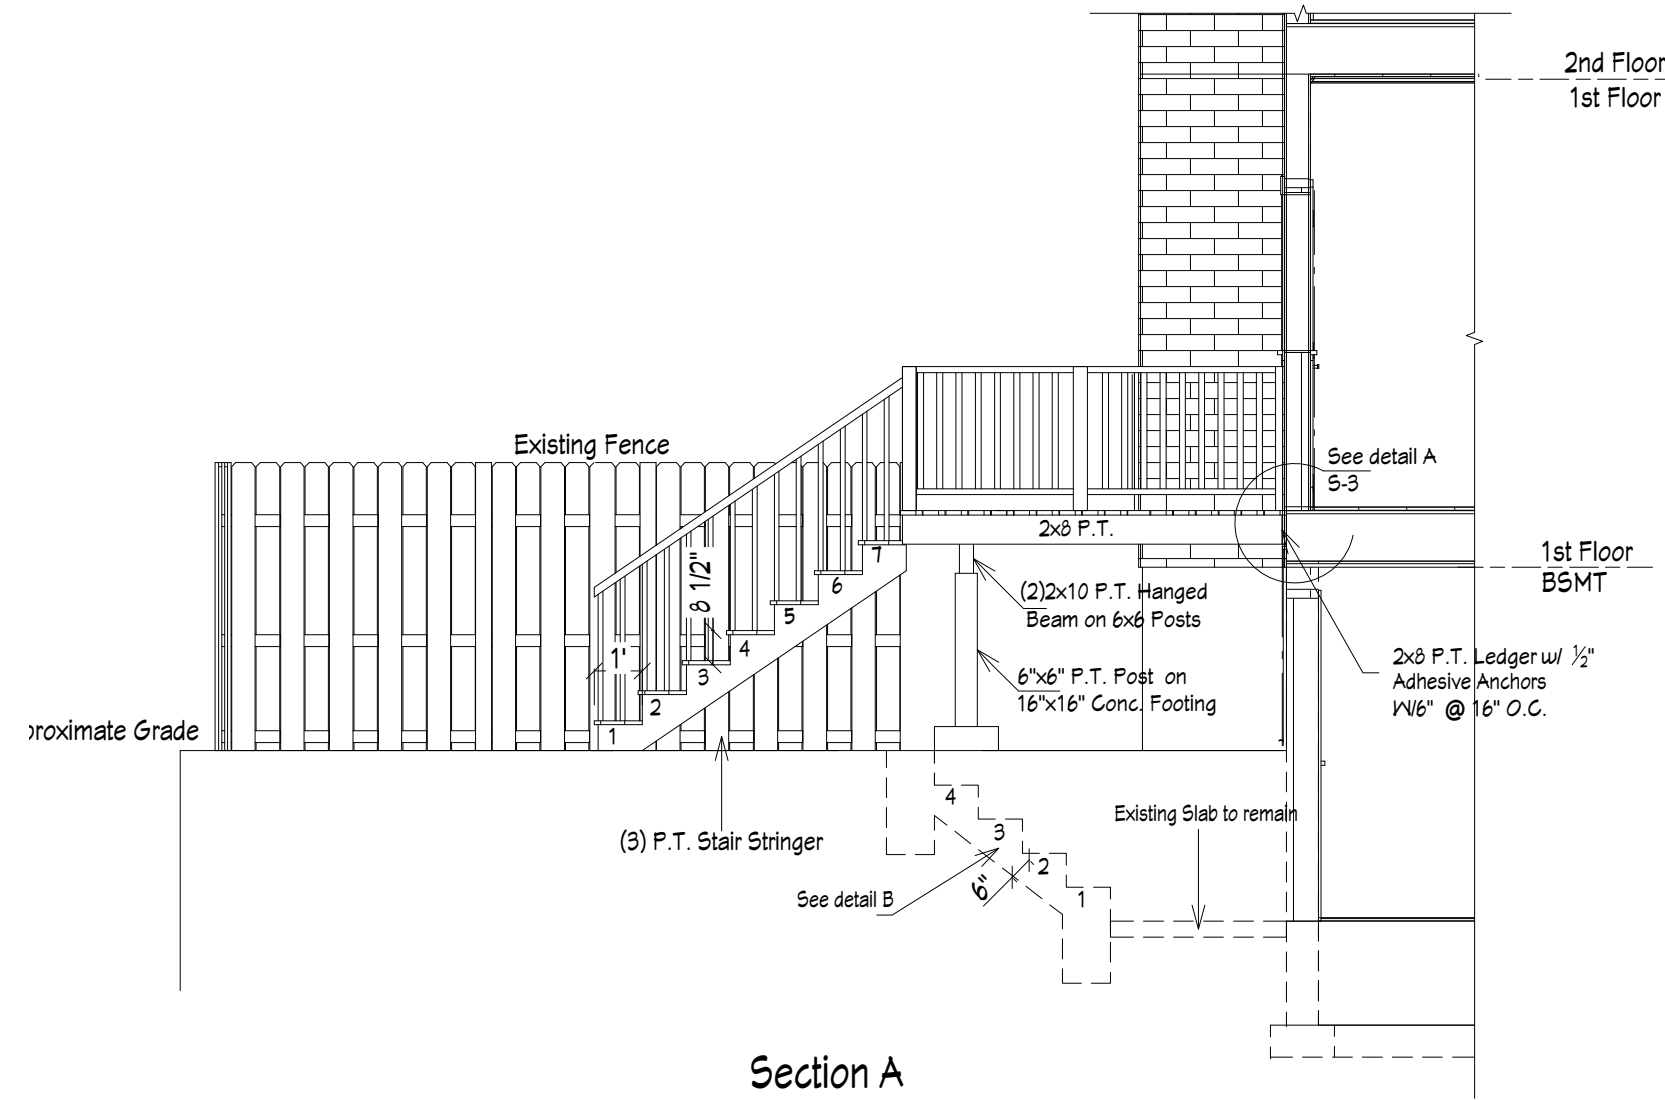 2nd Floor
1st Floor
Existing Fence
See detail A
S-3
2x8 P.T.
1st Floor
BSMT
7
6
5
4
3
2
1
8 1/2"
1'
(2)2x10 P.T. Hanged
Beam on 6x6 Posts
6"x6" P.T. Post on
16"x16" Conc. Footing
2x8 P.T. Ledger w/ ½"
Adhesive Anchors
W/6" @ 16" O.C.
proximate Grade
(3) P.T. Stair Stringer
4
3
2
1
6"
Existing Slab to remain
See detail B
Section A